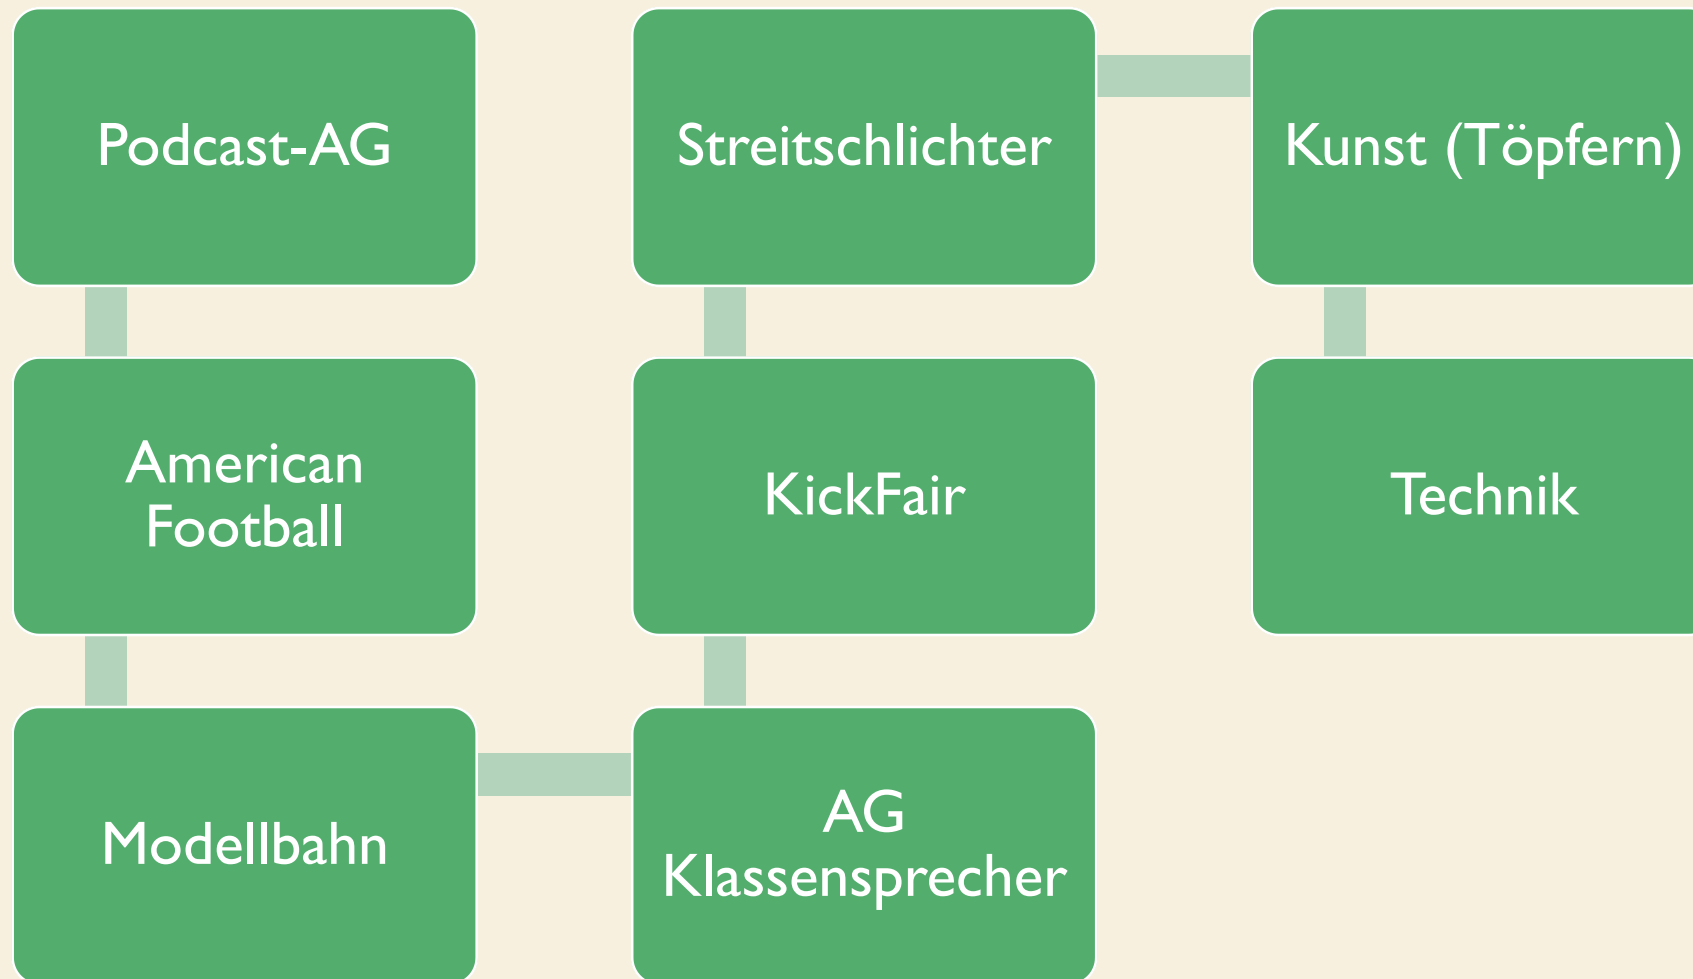 Podcast-AG
American
Football
Modellbahn
AG
Klassensprecher
KickFair
Streitschlichter
Kunst (Töpfern)
Technik